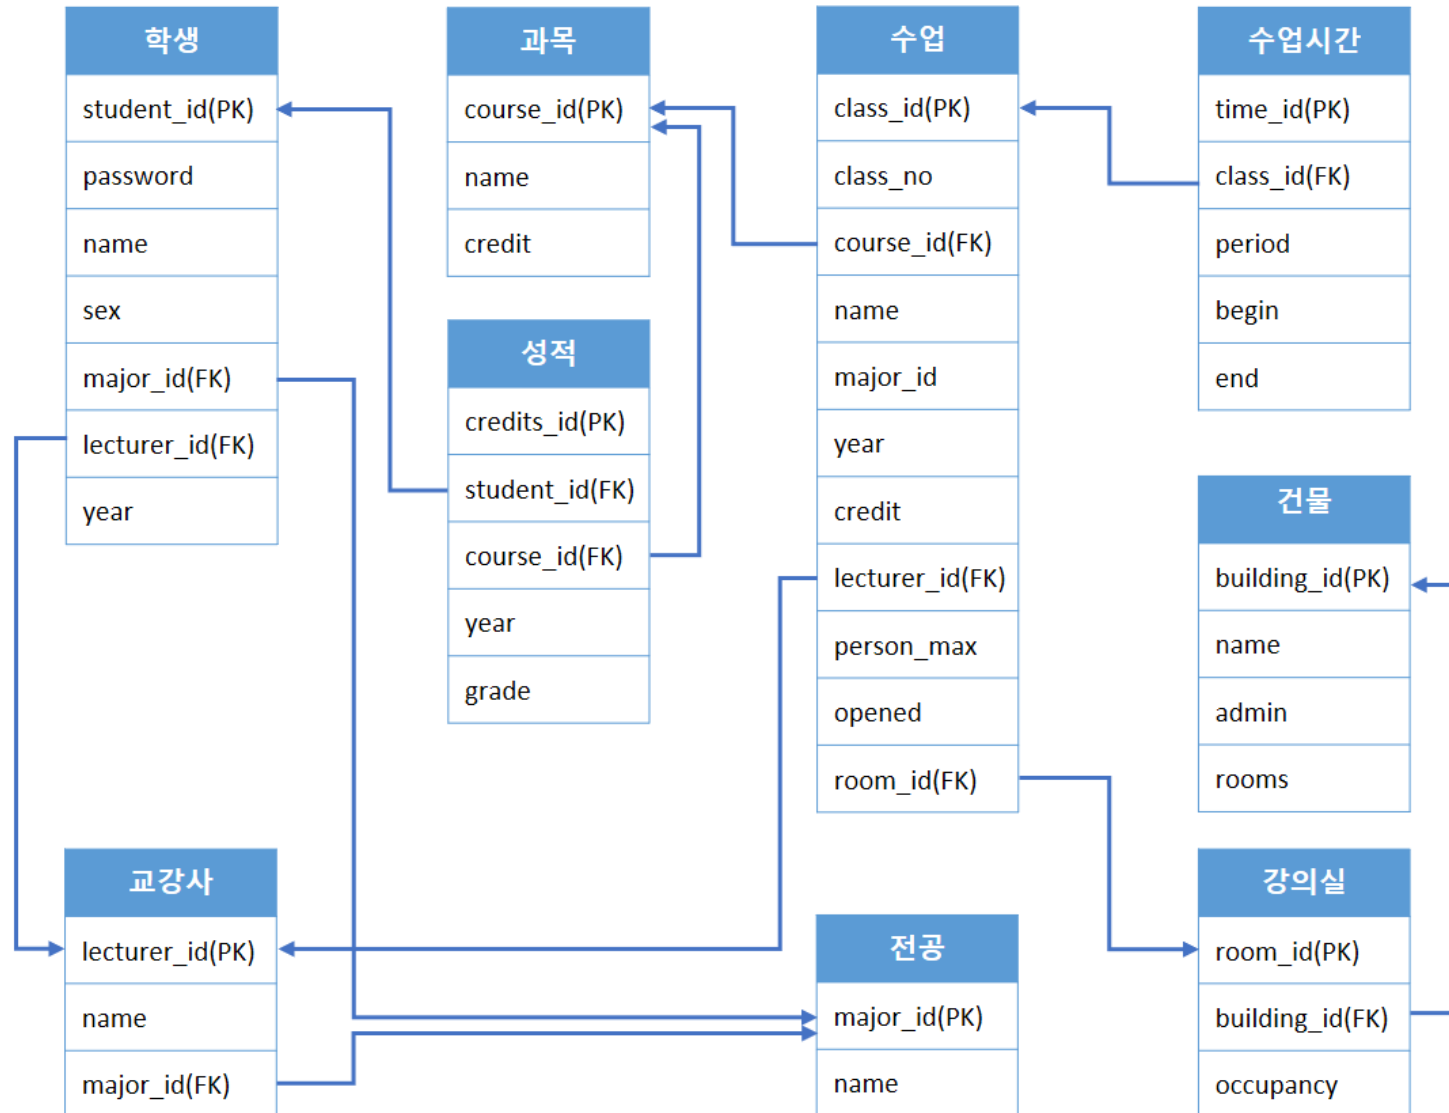 학생
student_id(PK)
password
name
sex
major_id(FK)
lecturer_id(FK)
year
과목
course_id(PK)
name
credit
성적
credits_id(PK)
student_id(FK)
course_id(FK)
year
grade
수업
class_id(PK)
class_no
course_id(FK)
name
major_id
year
credit
lecturer_id(FK)
person_max
opened
room_id(FK)
수업시간
time_id(PK)
class_id(FK)
period
begin
end
건물
building_id(PK)
name
admin
rooms
교강사
lecturer_id(PK)
name
major_id(FK)
전공
major_id(PK)
name
강의실
room_id(PK)
building_id(FK)
occupancy